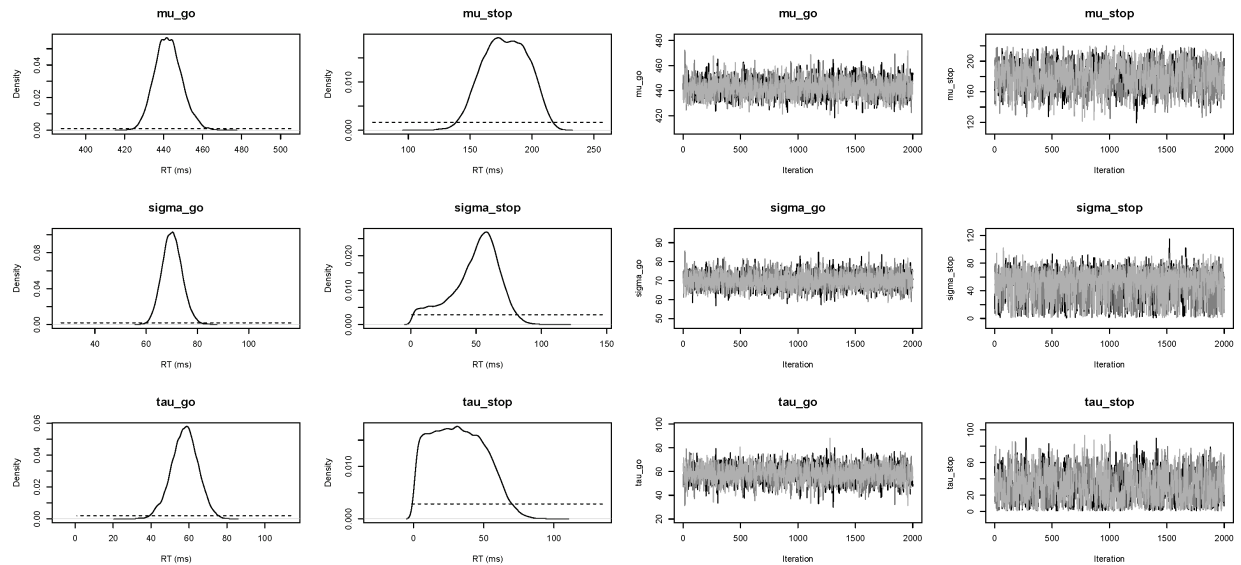 mu_go
mu_stop
mu_go
mu_stop
Density
0.00 0.02 0.04
400 420 440 460 480 500
RT (ms)
Density
0.000 0.010
100 150 200 250
RT (ms)
mu_go
420 440 460 480
0 500 1000 1500 2000
Iteration
mu_stop
120 160 200
0 500 1000 1500 2000
Iteration
sigma_go
sigma_stop
sigma_go
sigma_stop
Density
0.00 0.04 0.08
40 60 80 100
RT (ms)
Density
0.000 0.010 0.020
0 50 100 150
RT (ms)
sigma_go
50 60 70 80 90
0 500 1000 1500 2000
Iteration
sigma_stop
0 40 80 120
0 500 1000 1500 2000
Iteration
tau_go
tau_stop
tau_go
tau_stop
Density
0.00 0.02 0.04 0.06
0 20 40 60 80 100
RT (ms)
Density
0.000 0.010
0 50 100
RT (ms)
tau_go
20 40 60 80 100
0 500 1000 1500 2000
Iteration
tau_stop
0 20 60 100
0 500 1000 1500 2000
Iteration